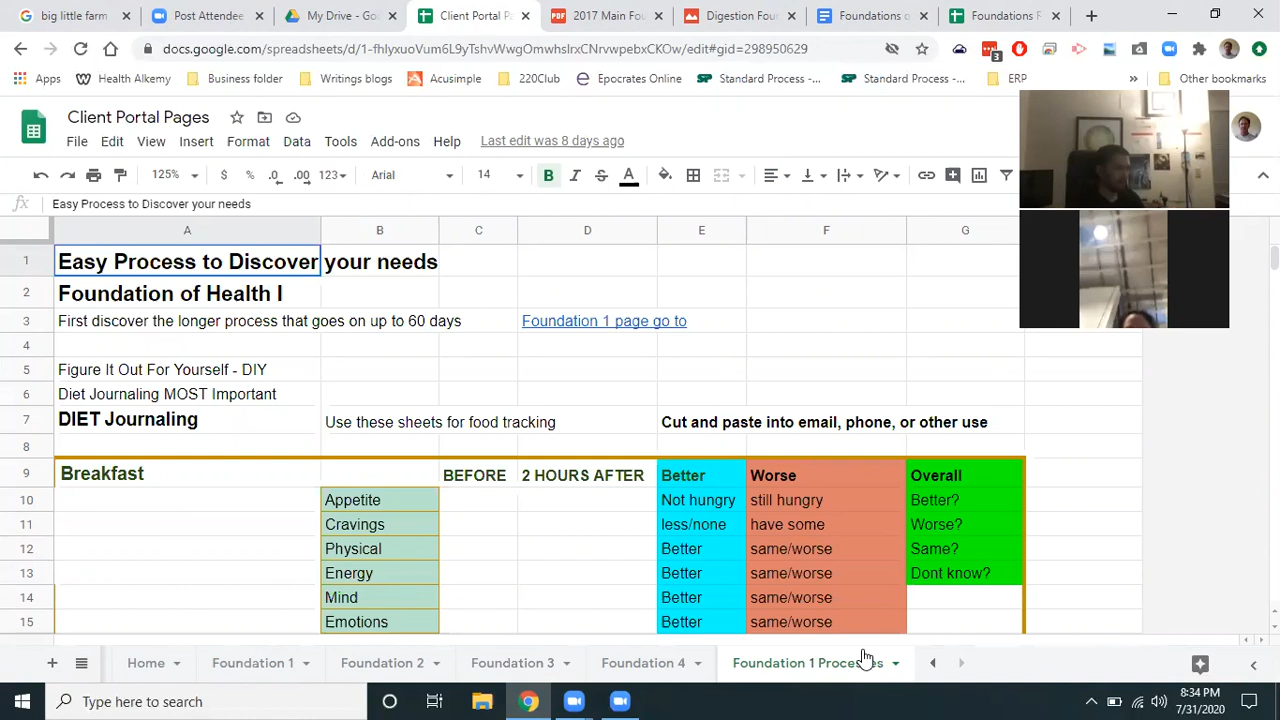 big little farm
Post Attendee
My Drive - Go
Client Portal P
2017 Main Fou
Digestion Four
Foundations o
Foundations R
docs.google.com/spreadsheets/d/1-fhlyxuoVum6L9yTshvWwgOmwhslrxCNrvwpebxCKOw/edit#gid=298950629
3
Apps
Health Alkemy
Business folder
Writings blogs
Acusimple
220Club
Epocrates Online
Standard Process -
Standard Process -
ERP
Other bookmarks
Client Portal Pages
File Edit View Insert Format Data Tools Add-ons Help Last edit was 8 days ago
125% $ % .0 .00 123 Arial 14 B I S A
fx Easy Process to Discover your needs
A B C D E F G
1 Easy Process to Discover your needs
2 Foundation of Health I
3 First discover the longer process that goes on up to 60 days Foundation 1 page go to
4
5 Figure It Out For Yourself - DIY
6 Diet Journaling MOST Important
7 DIET Journaling Use these sheets for food tracking Cut and paste into email, phone, or other use
8
9 Breakfast BEFORE 2 HOURS AFTER Better Worse Overall
10 Appetite Not hungry still hungry Better?
11 Cravings less/none have some Worse?
12 Physical Better same/worse Same?
13 Energy Better same/worse Dont know?
14 Mind Better same/worse
15 Emotions Better same/worse
Home Foundation 1 Foundation 2 Foundation 3 Foundation 4 Foundation 1 Processes
Type here to search
8:34 PM
7/31/2020